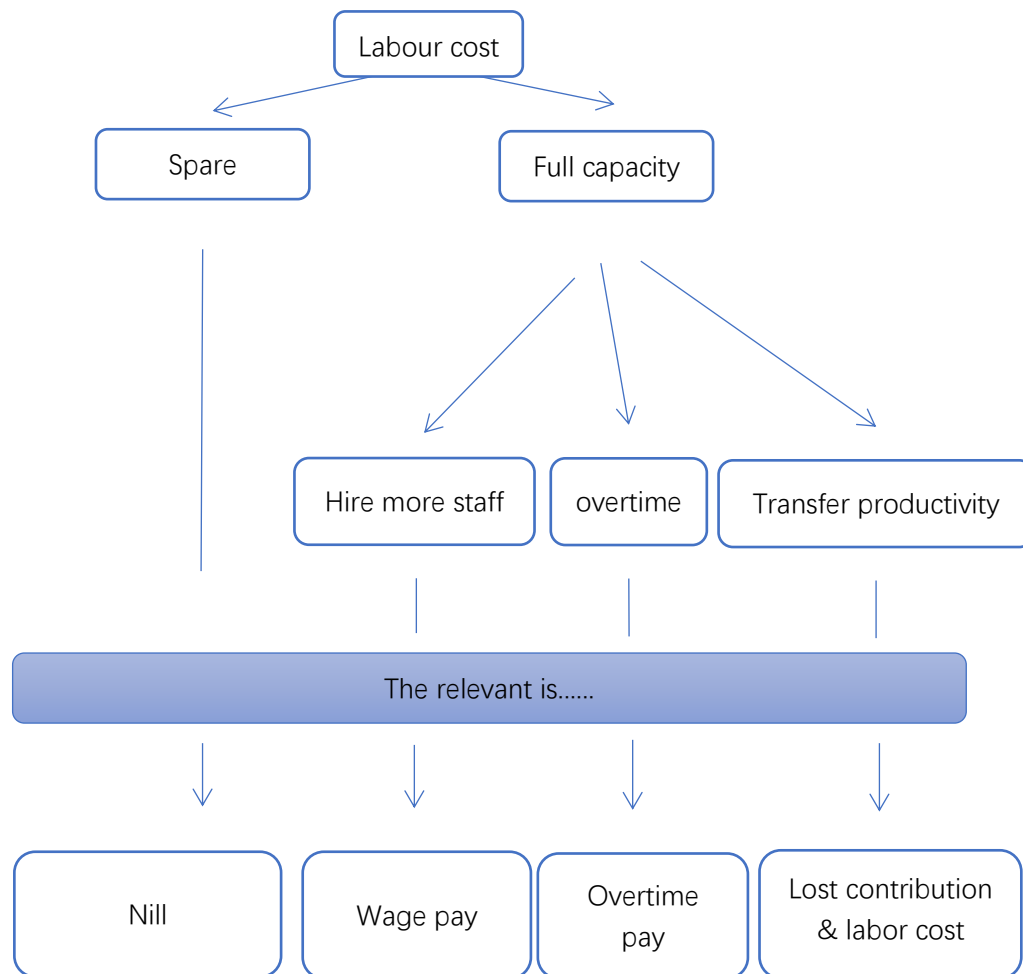 Labour cost
Spare
Full capacity
Hire more staff
overtime
Transfer productivity
The relevant is......
Nill
Wage pay
Overtime
pay
Lost contribution
& labor cost